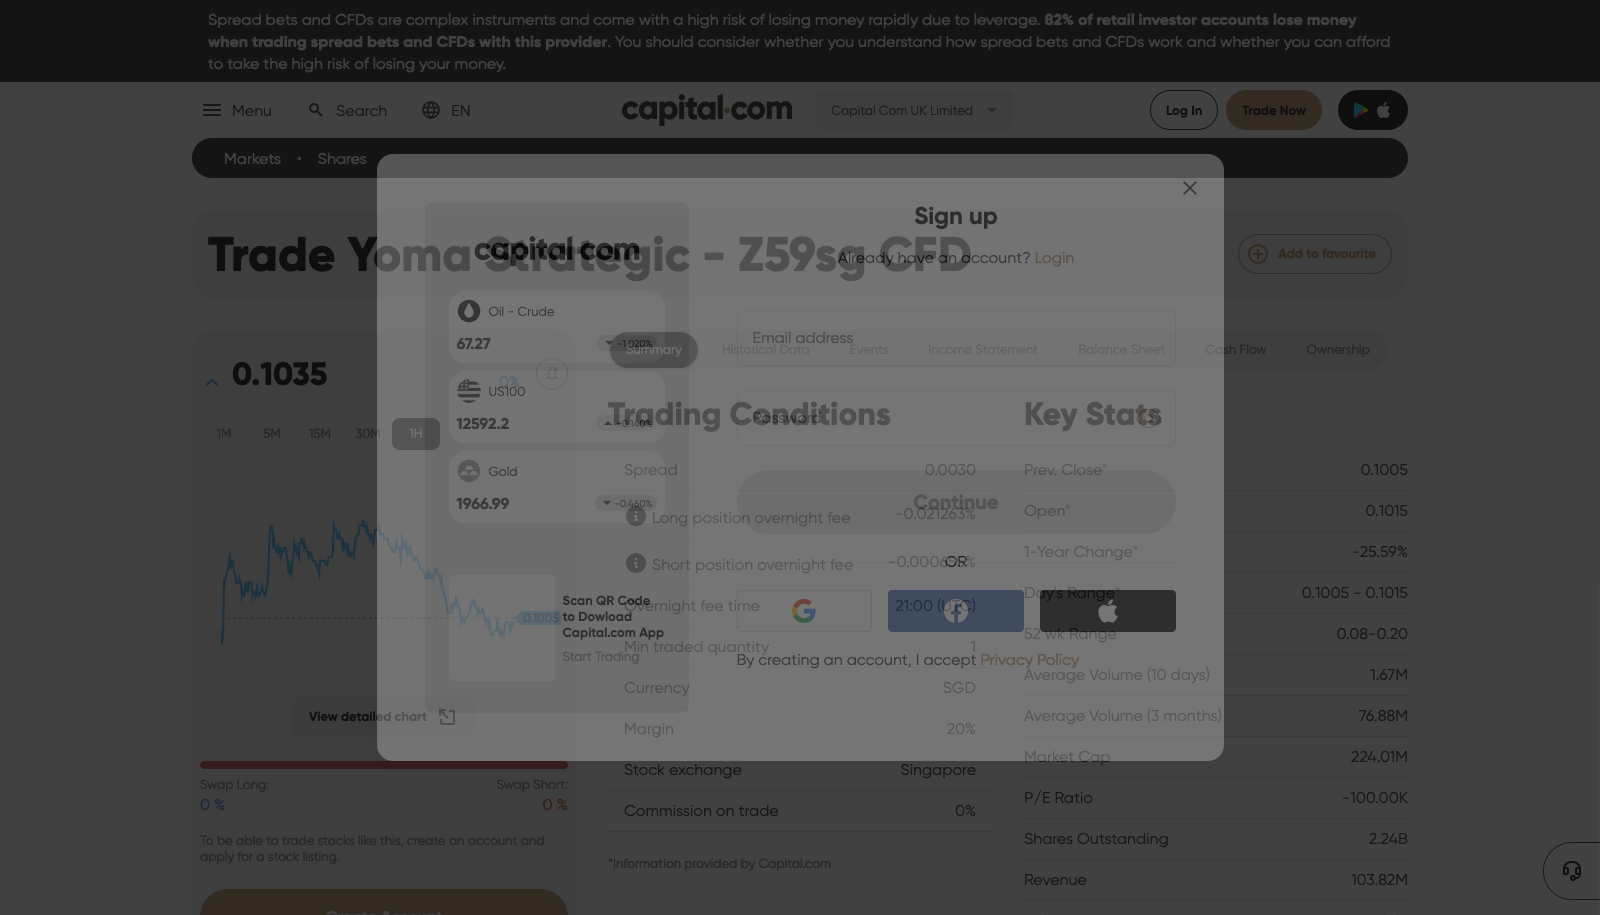 Spread bets and CFDs are complex instruments and come with a high risk of losing money rapidly due to leverage. 82% of retail investor accounts lose money
when trading spread bets and CFDs with this provider. You should consider whether you understand how spread bets and CFDs work and whether you can afford
to take the high risk of losing your money.
Menu
Search
EN
capital.com
Capital Com UK Limited
Log In
Trade Now
Markets • Shares
Trade Yoma Strategic - Z59sg CFD
Add to favourite
0.1035
0%
1M 5M 15M 30M 1H
0.1005
View detailed chart
Swap Long: Swap Short:
0 % 0 %
To be able to trade stocks like this, create an account and
apply for a stock listing.
Create Account
Summary Historical Data Events Income Statement Balance Sheet Cash Flow Ownership
Trading Conditions
Spread 0.0030
Long position overnight fee -0.021263%
Short position overnight fee
Overnight fee time 21:00 (UTC)
Min traded quantity 1
Currency SGD
Margin 20%
Stock exchange Singapore
Commission on trade 0%
*Information provided by Capital.com
Key Stats
Prev. Close* 0.1005
Open* 0.1015
1-Year Change* -25.59%
Day's Range* 0.1005 - 0.1015
52 wk Range 0.08-0.20
Average Volume (10 days) 1.67M
Average Volume (3 months) 76.88M
Market Cap 224.01M
P/E Ratio -100.00K
Shares Outstanding 2.24B
Revenue 103.82M
capital.com
Oil - Crude
67.27 -1.020%
US100
12592.2 +0.140%
Gold
1966.99 -0.460%
Scan QR Code
to Dowload
Capital.com App
Start Trading
Sign up
Already have an account? Login
Email address
Password
Continue
OR
By creating an account, I accept Privacy Policy